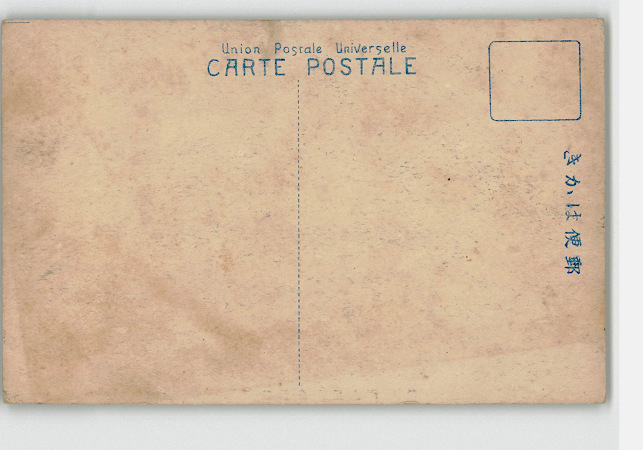 Union Postale Universelle
CARTE POSTALE
郵便はかき